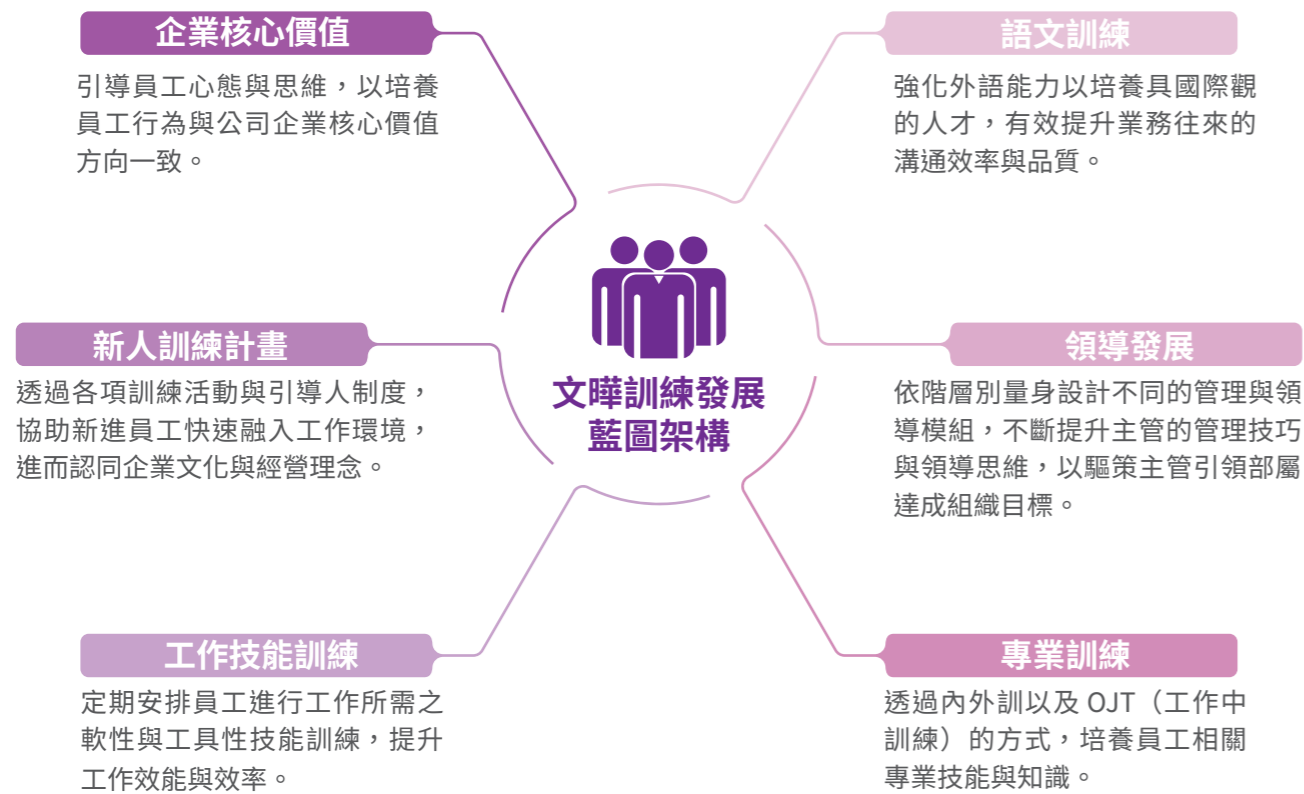 企業核心價值
引導員工心態與思維，以培養
員工行為與公司企業核心價值
方向一致。
語文訓練
強化外語能力以培養具國際觀
的人才，有效提升業務往來的
溝通效率與品質。
新人訓練計畫
透過各項訓練活動與引導人制度，
協助新進員工快速融入工作環境，
進而認同企業文化與經營理念。
文曄訓練發展
藍圖架構
領導發展
依階層別量身設計不同的管理與領
導模組，不斷提升主管的管理技巧
與領導思維，以驅策主管引領部屬
達成組織目標。
工作技能訓練
定期安排員工進行工作所需之
軟性與工具性技能訓練，提升
工作效能與效率。
專業訓練
透過內外訓以及 OJT（工作中
訓練）的方式，培養員工相關
專業技能與知識。